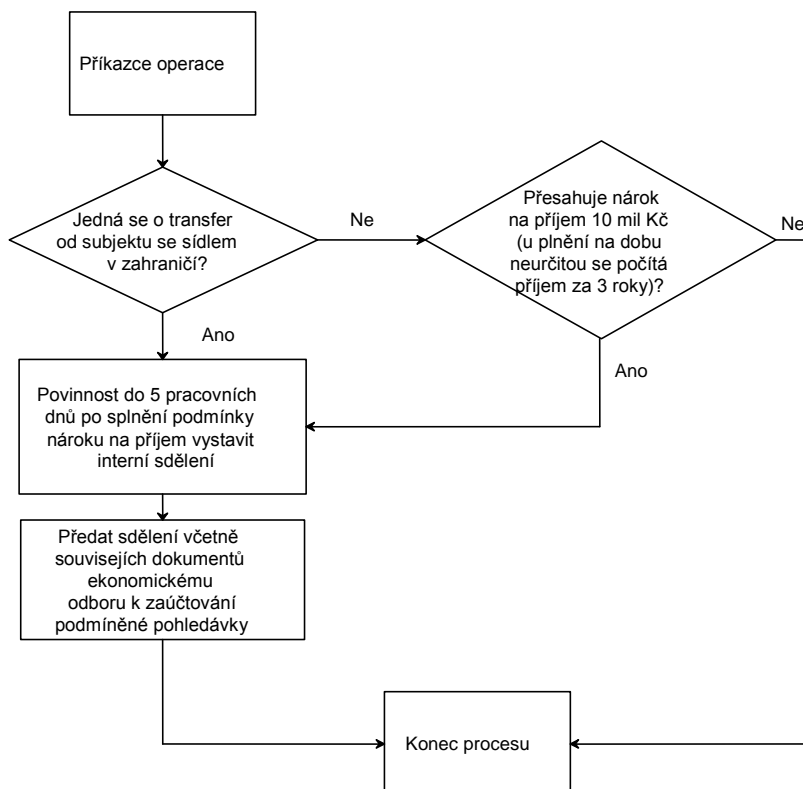 Příkazce operace
Jedná se o transfer
od subjektu se sídlem
v zahraničí?
Ne
Přesahuje nárok
na příjem 10 mil Kč
(u plnění na dobu
neurčitou se počítá
příjem za 3 roky)?
Ne
Ano
Ano
Povinnost do 5 pracovních
dnů po splnění podmínky
nároku na příjem vystavit
interní sdělení
Předat sdělení včetně
souvisejích dokumentů
ekonomickému
odboru k zaúčtování
podmíněné pohledávky
Konec procesu